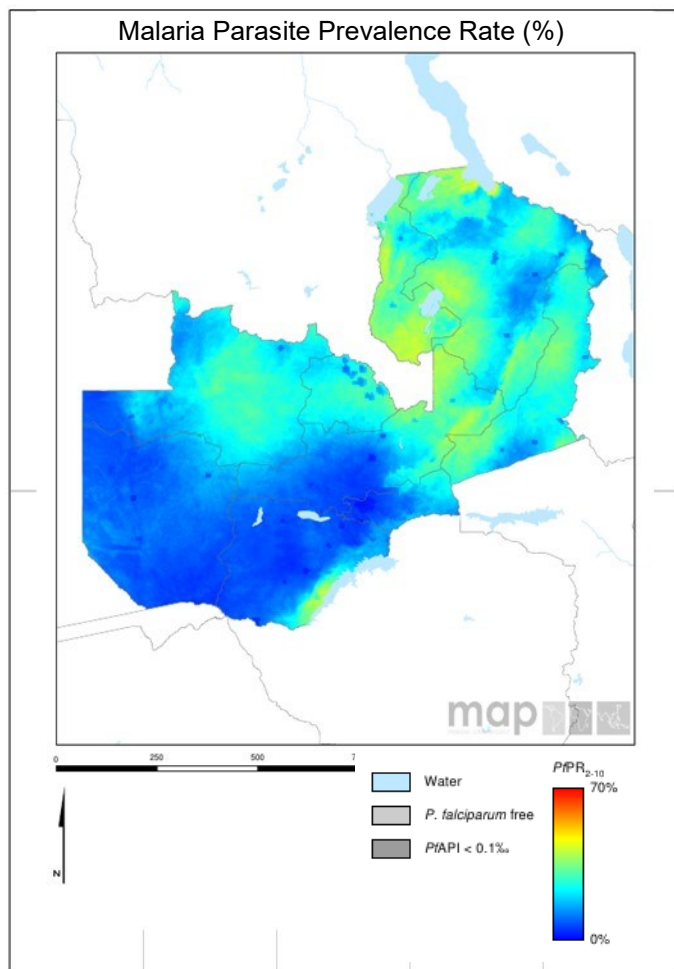 Malaria Parasite Prevalence Rate (%)
map
0 250 500 7
Water
P. falciparum free
PfAPI < 0.1‰
N
PfPR2-10
70%
0%